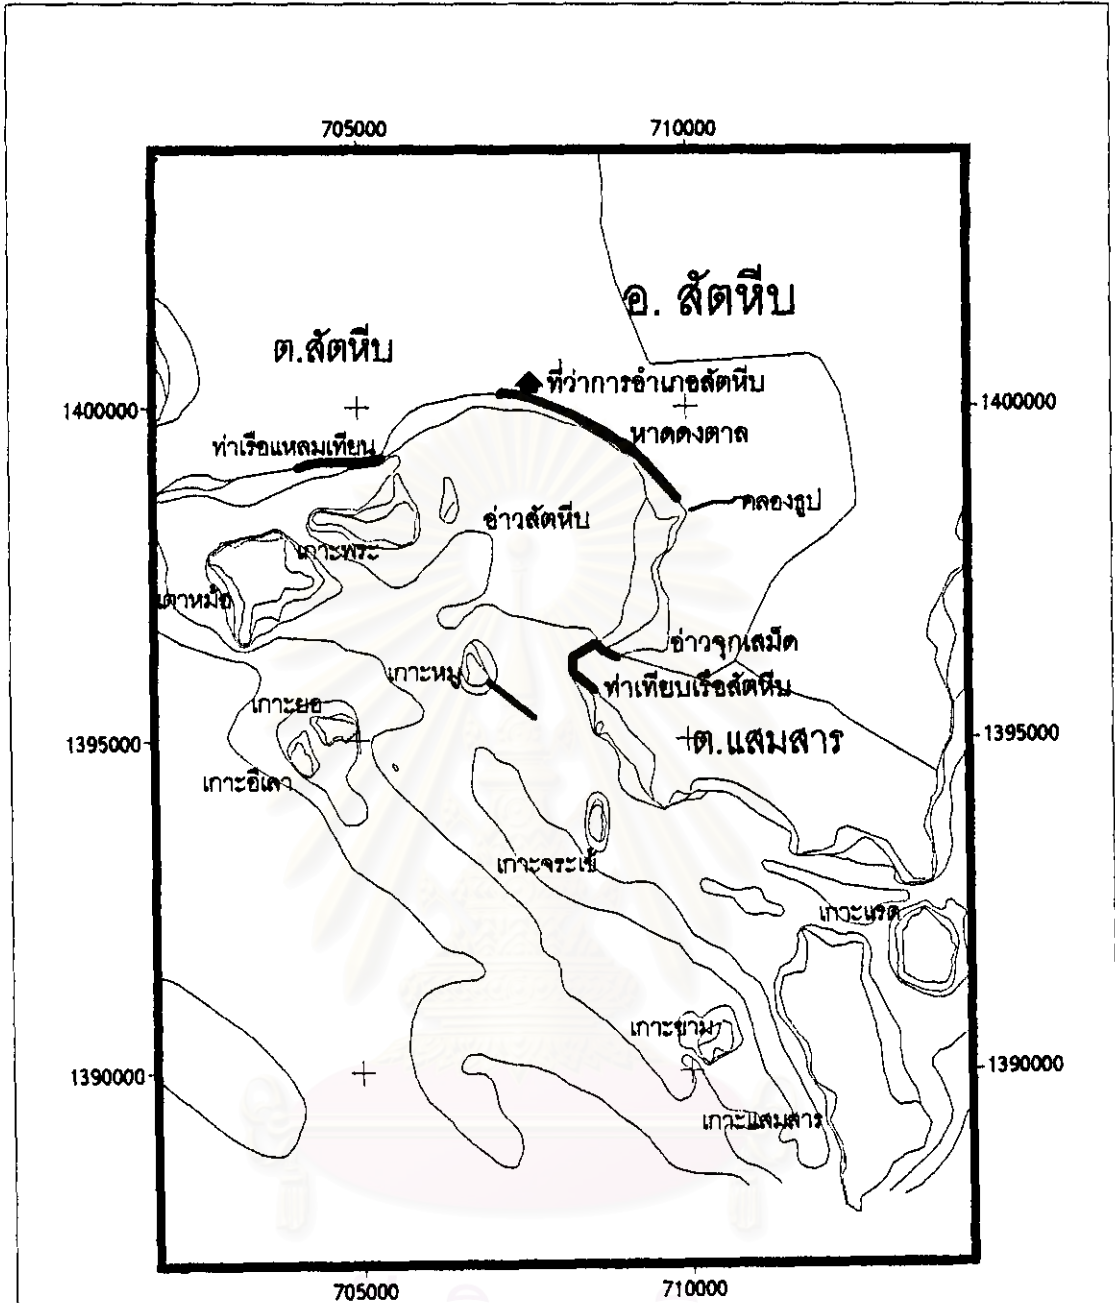 705000 710000
อ. สัตหีบ
ต.สัตหีบ
ที่ว่าการอำเภอสัตหีบ
1400000 1400000
หาดดงตาล
ท่าเรือแหลมเทียน
คลองธูป
อ่าวสัตหีบ
เกาะพระ
เตาหม้อ
อ่าวจุกเสม็ด
เกาะหมู
ท่าเทียบเรือสัตหีบ
เกาะยอ
1395000 1395000
ต.แสมสาร
เกาะอีเลา
เกาะจระเข้
เกาะแรด
เกาะขาม
1390000 1390000
เกาะแสมสาร
705000 710000